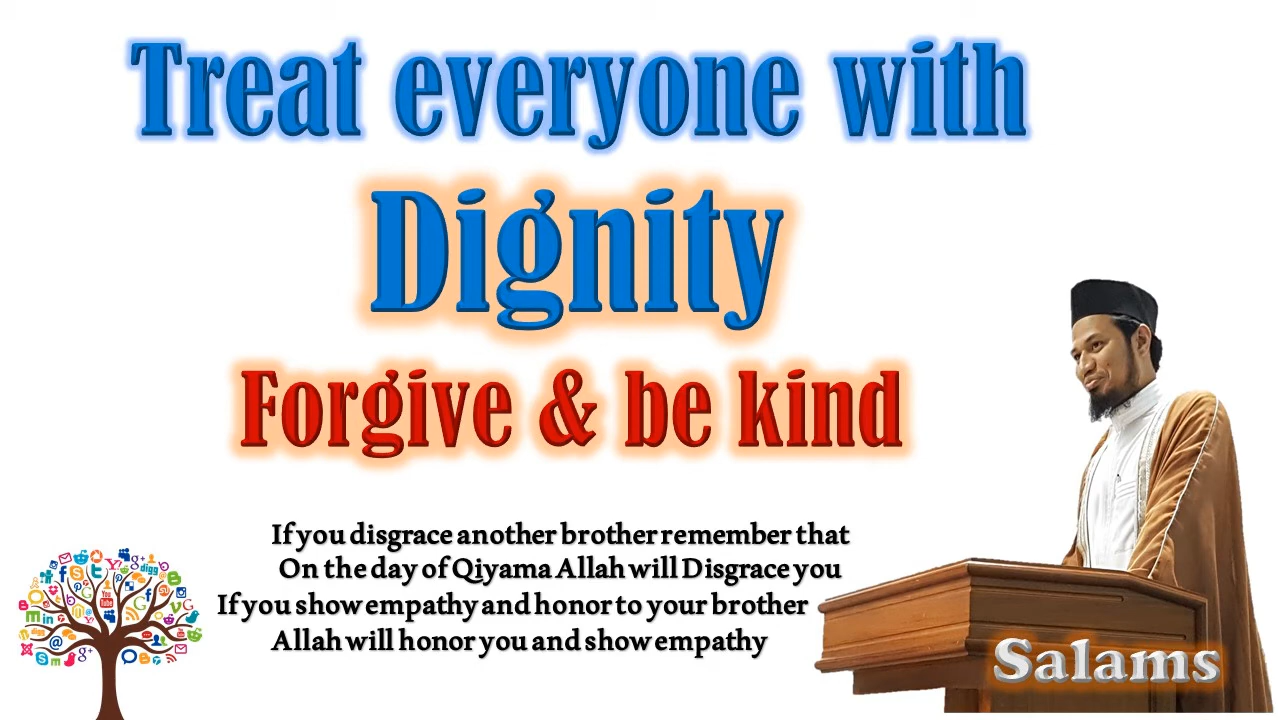 Treat everyone with
Dignity
Forgive & be kind
If you disgrace another brother remember that
On the day of Qiyama Allah will Disgrace you
If you show empathy and honor to your brother
Allah will honor you and show empathy
Salams